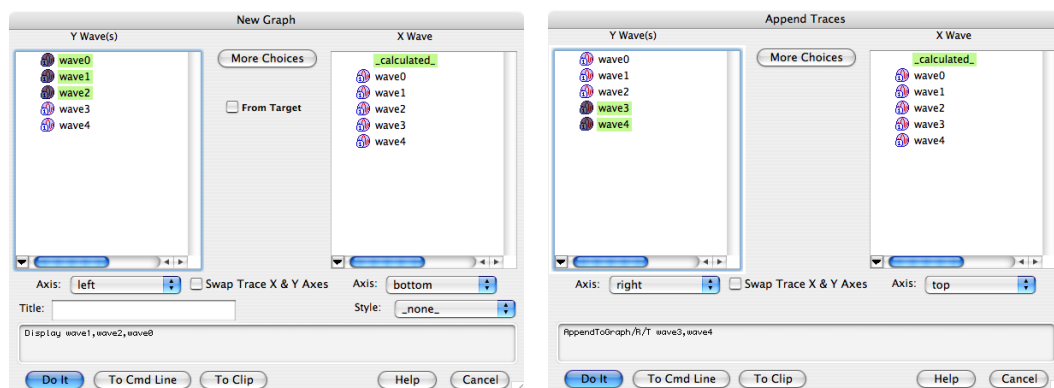 New Graph
Y Wave(s)
X Wave
wave0
wave1
wave2
wave3
wave4
More Choices
From Target
_calculated_
wave0
wave1
wave2
wave3
wave4
Axis: left
Swap Trace X & Y Axes
Axis: bottom
Title:
Style: _none_
Display wave1,wave2,wave0
Do It
To Cmd Line
To Clip
Help
Cancel
Append Traces
Y Wave(s)
X Wave
wave0
wave1
wave2
wave3
wave4
More Choices
_calculated_
wave0
wave1
wave2
wave3
wave4
Axis: right
Swap Trace X & Y Axes
Axis: top
AppendToGraph/R/T wave3,wave4
Do It
To Cmd Line
To Clip
Help
Cancel